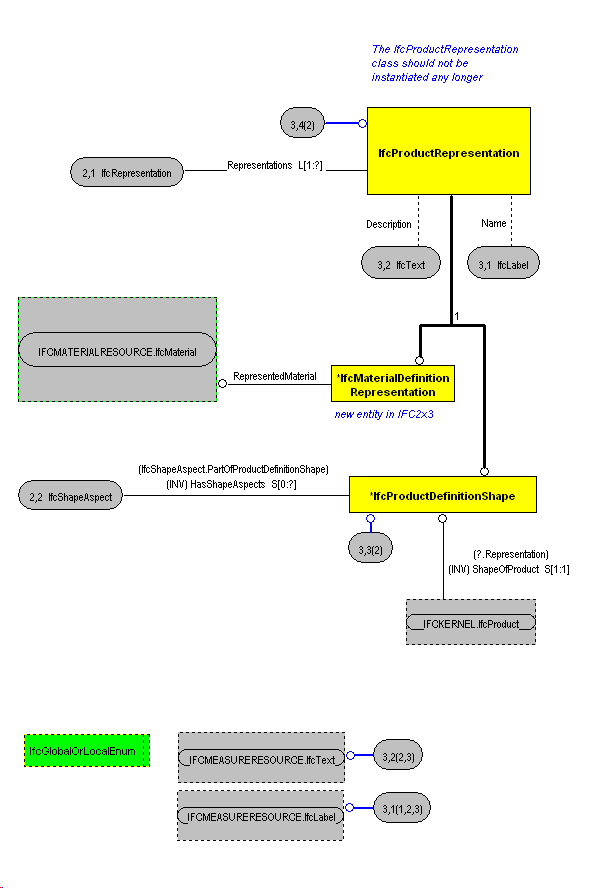 The IfcProductRepresentation
class should not be
instantiated any longer
3,4(2)
IfcProductRepresentation
Representations L[1:?]
2,1 IfcRepresentation
Description
Name
3,2 IfcText
3,1 IfcLabel
1
IFCMATERIALRESOURCE.IfcMaterial
RepresentedMaterial
*IfcMaterialDefinition
Representation
new entity in IFC2x3
(IfcShapeAspect.PartOfProductDefinitionShape)
(INV) HasShapeAspects S[0:?]
2,2 IfcShapeAspect
*IfcProductDefinitionShape
3,3(2)
(?.Representation)
(INV) ShapeOfProduct S[1:1]
IFCKERNEL.IfcProduct
IfcGlobalOrLocalEnum
IFCMEASURERESOURCE.IfcText
3,2(2,3)
IFCMEASURERESOURCE.IfcLabel
3,1(1,2,3)